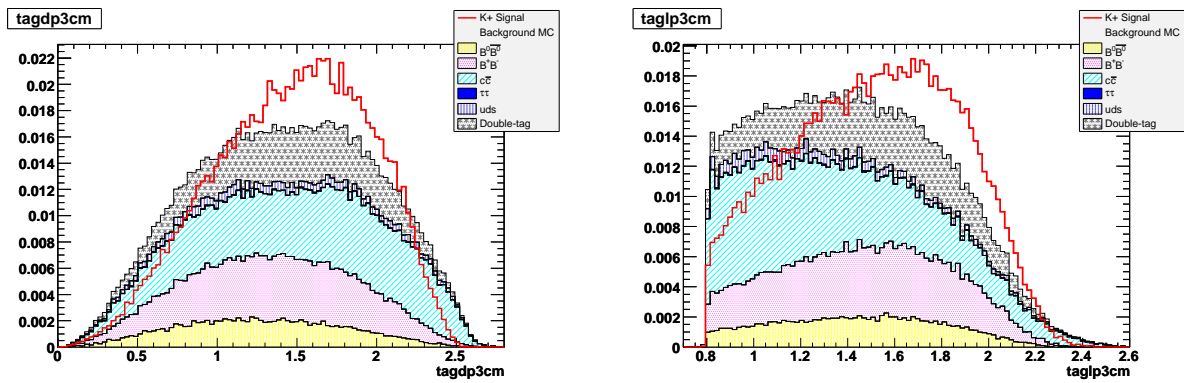 tagdp3cm
K+ Signal
Background MC
B⁰B̅⁰
B⁺B⁻
cc̅
ττ
uds
Double-tag
0.022
0.02
0.018
0.016
0.014
0.012
0.01
0.008
0.006
0.004
0.002
0
0 0.5 1 1.5 2 2.5
tagdp3cm
taglp3cm
K+ Signal
Background MC
B⁰B̅⁰
B⁺B⁻
cc̅
ττ
uds
Double-tag
0.02
0.018
0.016
0.014
0.012
0.01
0.008
0.006
0.004
0.002
0
0.8 1 1.2 1.4 1.6 1.8 2 2.2 2.4 2.6
taglp3cm